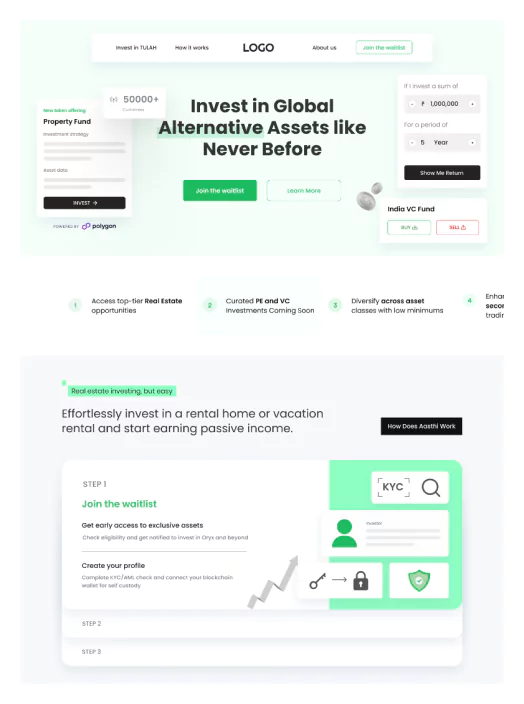 Invest in TULAH
How it works
LOGO
About us
Join the waitlist
New token offering
Property Fund
Investment strategy
Asset data
INVEST →
POWERED BY polygon
50000+
Customers
Invest in Global
Alternative Assets like
Never Before
Join the waitlist
Learn More
If I invest a sum of
- ₹ 1,000,000 +
For a period of
- 5 Year +
Show Me Return
India VC Fund
BUY
SELL
1
Access top-tier Real Estate
opportunities
2
Curated PE and VC
Investments Coming Soon
3
Diversify across asset
classes with low minimums
4
Real estate investing, but easy
Effortlessly invest in a rental home or vacation
rental and start earning passive income.
How Does Aasthi Work
STEP 1
Join the waitlist
Get early access to exclusive assets
Check eligibility and get notified to invest in Oryx and beyond
Create your profile
Complete KYC/AML check and connect your blockchain
wallet for self custody
KYC
Investor
STEP 2
STEP 3